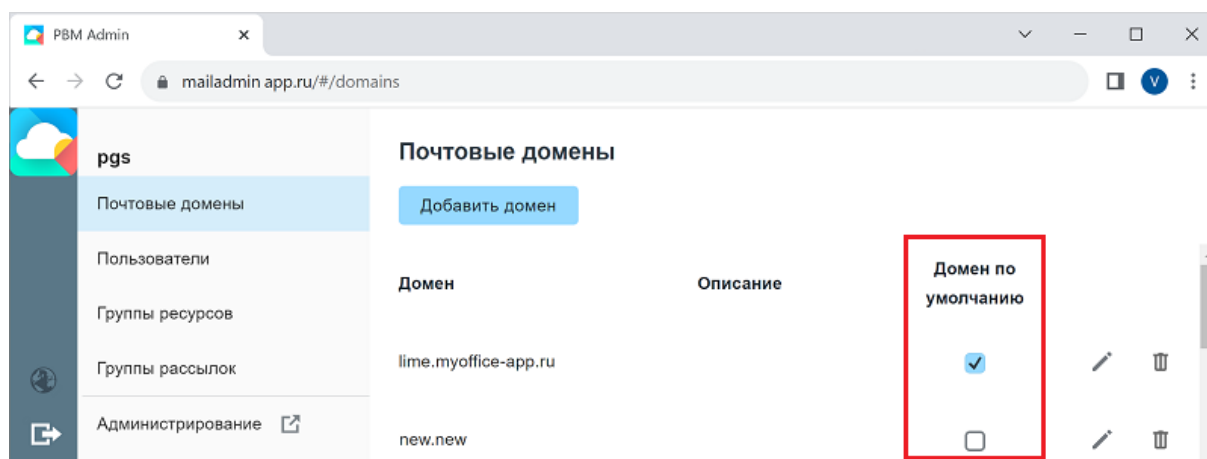 PBM Admin
mailadmin app.ru/#/domains
V
pgs
Почтовые домены
Пользователи
Группы ресурсов
Группы рассылок
Администрирование
Почтовые домены
Добавить домен
Домен
Описание
Домен по
умолчанию
lime.myoffice-app.ru
new.new